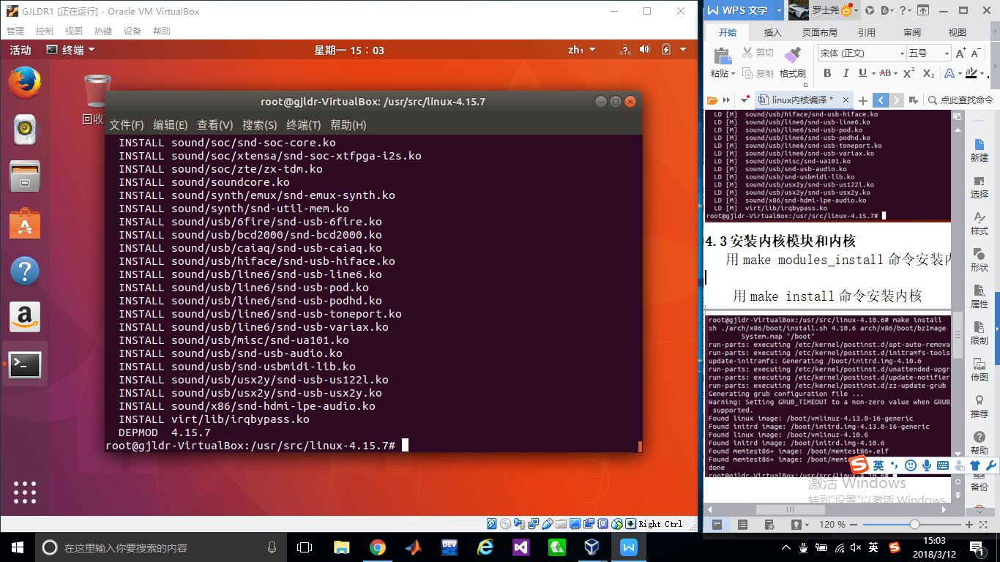 GJLDR1 [正在运行] - Oracle VM VirtualBox
管理 控制 视图 热键 设备 帮助
活动 终端 星期一 15：03 zh₁
回收
root@gjldr-VirtualBox: /usr/src/linux-4.15.7
文件(F) 编辑(E) 查看(V) 搜索(S) 终端(T) 帮助(H)
INSTALL sound/soc/snd-soc-core.ko
INSTALL sound/soc/xtensa/snd-soc-xtfpga-i2s.ko
INSTALL sound/soc/zte/zx-tdm.ko
INSTALL sound/soundcore.ko
INSTALL sound/synth/emux/snd-emux-synth.ko
INSTALL sound/synth/snd-util-mem.ko
INSTALL sound/usb/6fire/snd-usb-6fire.ko
INSTALL sound/usb/bcd2000/snd-bcd2000.ko
INSTALL sound/usb/caiaq/snd-usb-caiaq.ko
INSTALL sound/usb/hiface/snd-usb-hiface.ko
INSTALL sound/usb/line6/snd-usb-line6.ko
INSTALL sound/usb/line6/snd-usb-pod.ko
INSTALL sound/usb/line6/snd-usb-podhd.ko
INSTALL sound/usb/line6/snd-usb-toneport.ko
INSTALL sound/usb/line6/snd-usb-variax.ko
INSTALL sound/usb/misc/snd-ua101.ko
INSTALL sound/usb/snd-usb-audio.ko
INSTALL sound/usb/snd-usbmidi-lib.ko
INSTALL sound/usb/usx2y/snd-usb-us122l.ko
INSTALL sound/usb/usx2y/snd-usb-usx2y.ko
INSTALL sound/x86/snd-hdmi-lpe-audio.ko
INSTALL virt/lib/irqbypass.ko
DEPMOD 4.15.7
root@gjldr-VirtualBox:/usr/src/linux-4.15.7#
Right Ctrl
WPS 文字 罗士尧
开始 插入 页面布局 引用 审阅 视图
剪切 宋体 (正文) 五号
粘贴 复制 格式刷 B I U AB X² X₂ A
linux内核编译 * 点此查找命令
LD [M] sound/usb/hiface/snd-usb-hiface.ko
LD [M] sound/usb/line6/snd-usb-line6.ko
LD [M] sound/usb/line6/snd-usb-pod.ko
LD [M] sound/usb/line6/snd-usb-podhd.ko
LD [M] sound/usb/line6/snd-usb-toneport.ko
LD [M] sound/usb/line6/snd-usb-variax.ko
LD [M] sound/usb/misc/snd-ua101.ko
LD [M] sound/usb/snd-usb-audio.ko
LD [M] sound/usb/snd-usbmidi-lib.ko
LD [M] sound/usb/usx2y/snd-usb-us122l.ko
LD [M] sound/usb/usx2y/snd-usb-usx2y.ko
LD [M] sound/x86/snd-hdmi-lpe-audio.ko
LD [M] virt/lib/irqbypass.ko
root@gjldr-VirtualBox:/usr/src/linux-4.15.7#
4.3 安装内核模块和内核
用 make modules_install 命令安装内
用 make install 命令安装内核
root@gjldr-VirtualBox:/usr/src/linux-4.10.6# make install
sh ./arch/x86/boot/install.sh 4.10.6 arch/x86/boot/bzImage
System.map "/boot"
run-parts: executing /etc/kernel/postinst.d/apt-auto-remova
run-parts: executing /etc/kernel/postinst.d/initramfs-tools
update-initramfs: Generating /boot/initrd.img-4.10.6
run-parts: executing /etc/kernel/postinst.d/unattended-upgra
run-parts: executing /etc/kernel/postinst.d/update-notifier
run-parts: executing /etc/kernel/postinst.d/zz-update-grub
Generating grub configuration file ...
Warning: Setting GRUB_TIMEOUT to a non-zero value when GRUB_
supported.
Found linux image: /boot/vmlinuz-4.13.0-16-generic
Found initrd image: /boot/initrd.img-4.13.0-16-generic
Found linux image: /boot/vmlinuz-4.10.6
Found initrd image: /boot/initrd.img-4.10.6
Found memtest86+ image: /boot/memtest86+.elf
Found memtest86+ image: /boot/memt
done
root@gjldr-VirtualBox:/usr/src/linux-4.10.6#
新建
选择
样式
形状
属性
限制
传图
推荐
帮助
备份
英
激活 Windows
转到"设置"以激活 Windows
120 %
在这里输入你要搜索的内容
DEV
W
英
15:03
2018/3/12
1